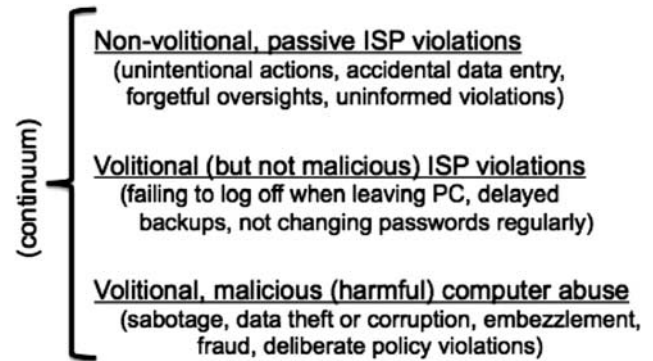 (continuum)
Non-volitional, passive ISP violations
(unintentional actions, accidental data entry,
forgetful oversights, uninformed violations)
Volitional (but not malicious) ISP violations
(failing to log off when leaving PC, delayed
backups, not changing passwords regularly)
Volitional, malicious (harmful) computer abuse
(sabotage, data theft or corruption, embezzlement,
fraud, deliberate policy violations)